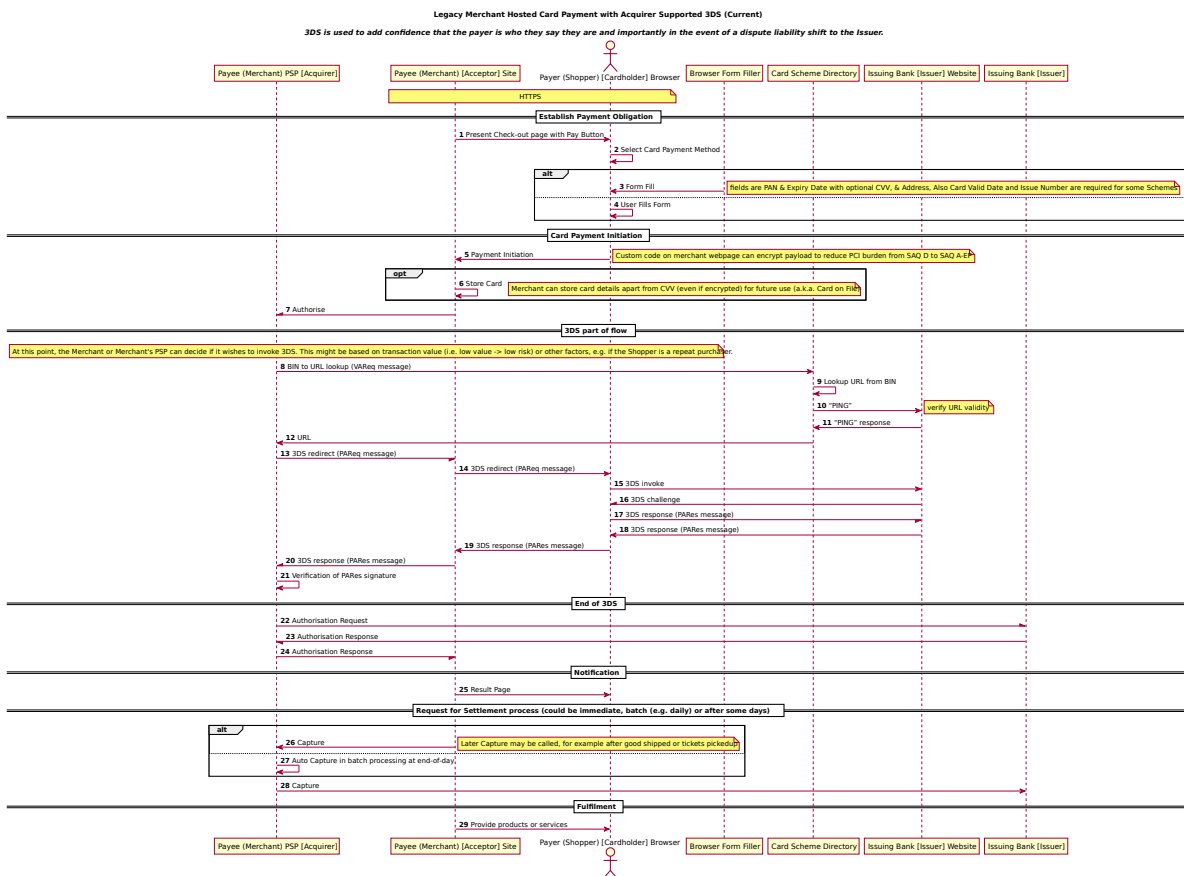 Legacy Merchant Hosted Card Payment with Acquirer Supported 3DS (Current)
3DS is used to add confidence that the payer is who they say they are and importantly in the event of a dispute liability shift to the Issuer.
Payee (Merchant) PSP [Acquirer]
Payee (Merchant) [Acceptor] Site
Payer (Shopper) [Cardholder] Browser
Browser Form Filler
Card Scheme Directory
Issuing Bank [Issuer] Website
Issuing Bank [Issuer]
HTTPS
Establish Payment Obligation
1 Present Check-out page with Pay Button
2 Select Card Payment Method
alt
3 Form Fill
fields are PAN & Expiry Date with optional CVV, & Address, Also Card Valid Date and Issue Number are required for some Schemes
4 User Fills Form
Card Payment Initiation
5 Payment Initiation
Custom code on merchant webpage can encrypt payload to reduce PCI burden from SAQ D to SAQ A-EP
opt
6 Store Card
Merchant can store card details apart from CVV (even if encrypted) for future use (a.k.a. Card on File)
7 Authorise
3DS part of flow
At this point, the Merchant or Merchant's PSP can decide if it wishes to invoke 3DS. This might be based on transaction value (i.e. low value -> low risk) or other factors, e.g. if the Shopper is a repeat purchaser.
8 BIN to URL lookup (VAReq message)
9 Lookup URL from BIN
10 "PING"
verify URL validity
11 "PING" response
12 URL
13 3DS redirect (PAReq message)
14 3DS redirect (PAReq message)
15 3DS invoke
16 3DS challenge
17 3DS response (PARes message)
18 3DS response (PARes message)
19 3DS response (PARes message)
20 3DS response (PARes message)
21 Verification of PARes signature
End of 3DS
22 Authorisation Request
23 Authorisation Response
24 Authorisation Response
Notification
25 Result Page
Request for Settlement process (could be immediate, batch (e.g. daily) or after some days)
alt
26 Capture
Later Capture may be called, for example after good shipped or tickets pickedup
27 Auto Capture in batch processing at end-of-day
28 Capture
Fulfilment
29 Provide products or services
Payee (Merchant) PSP [Acquirer]
Payee (Merchant) [Acceptor] Site
Payer (Shopper) [Cardholder] Browser
Browser Form Filler
Card Scheme Directory
Issuing Bank [Issuer] Website
Issuing Bank [Issuer]